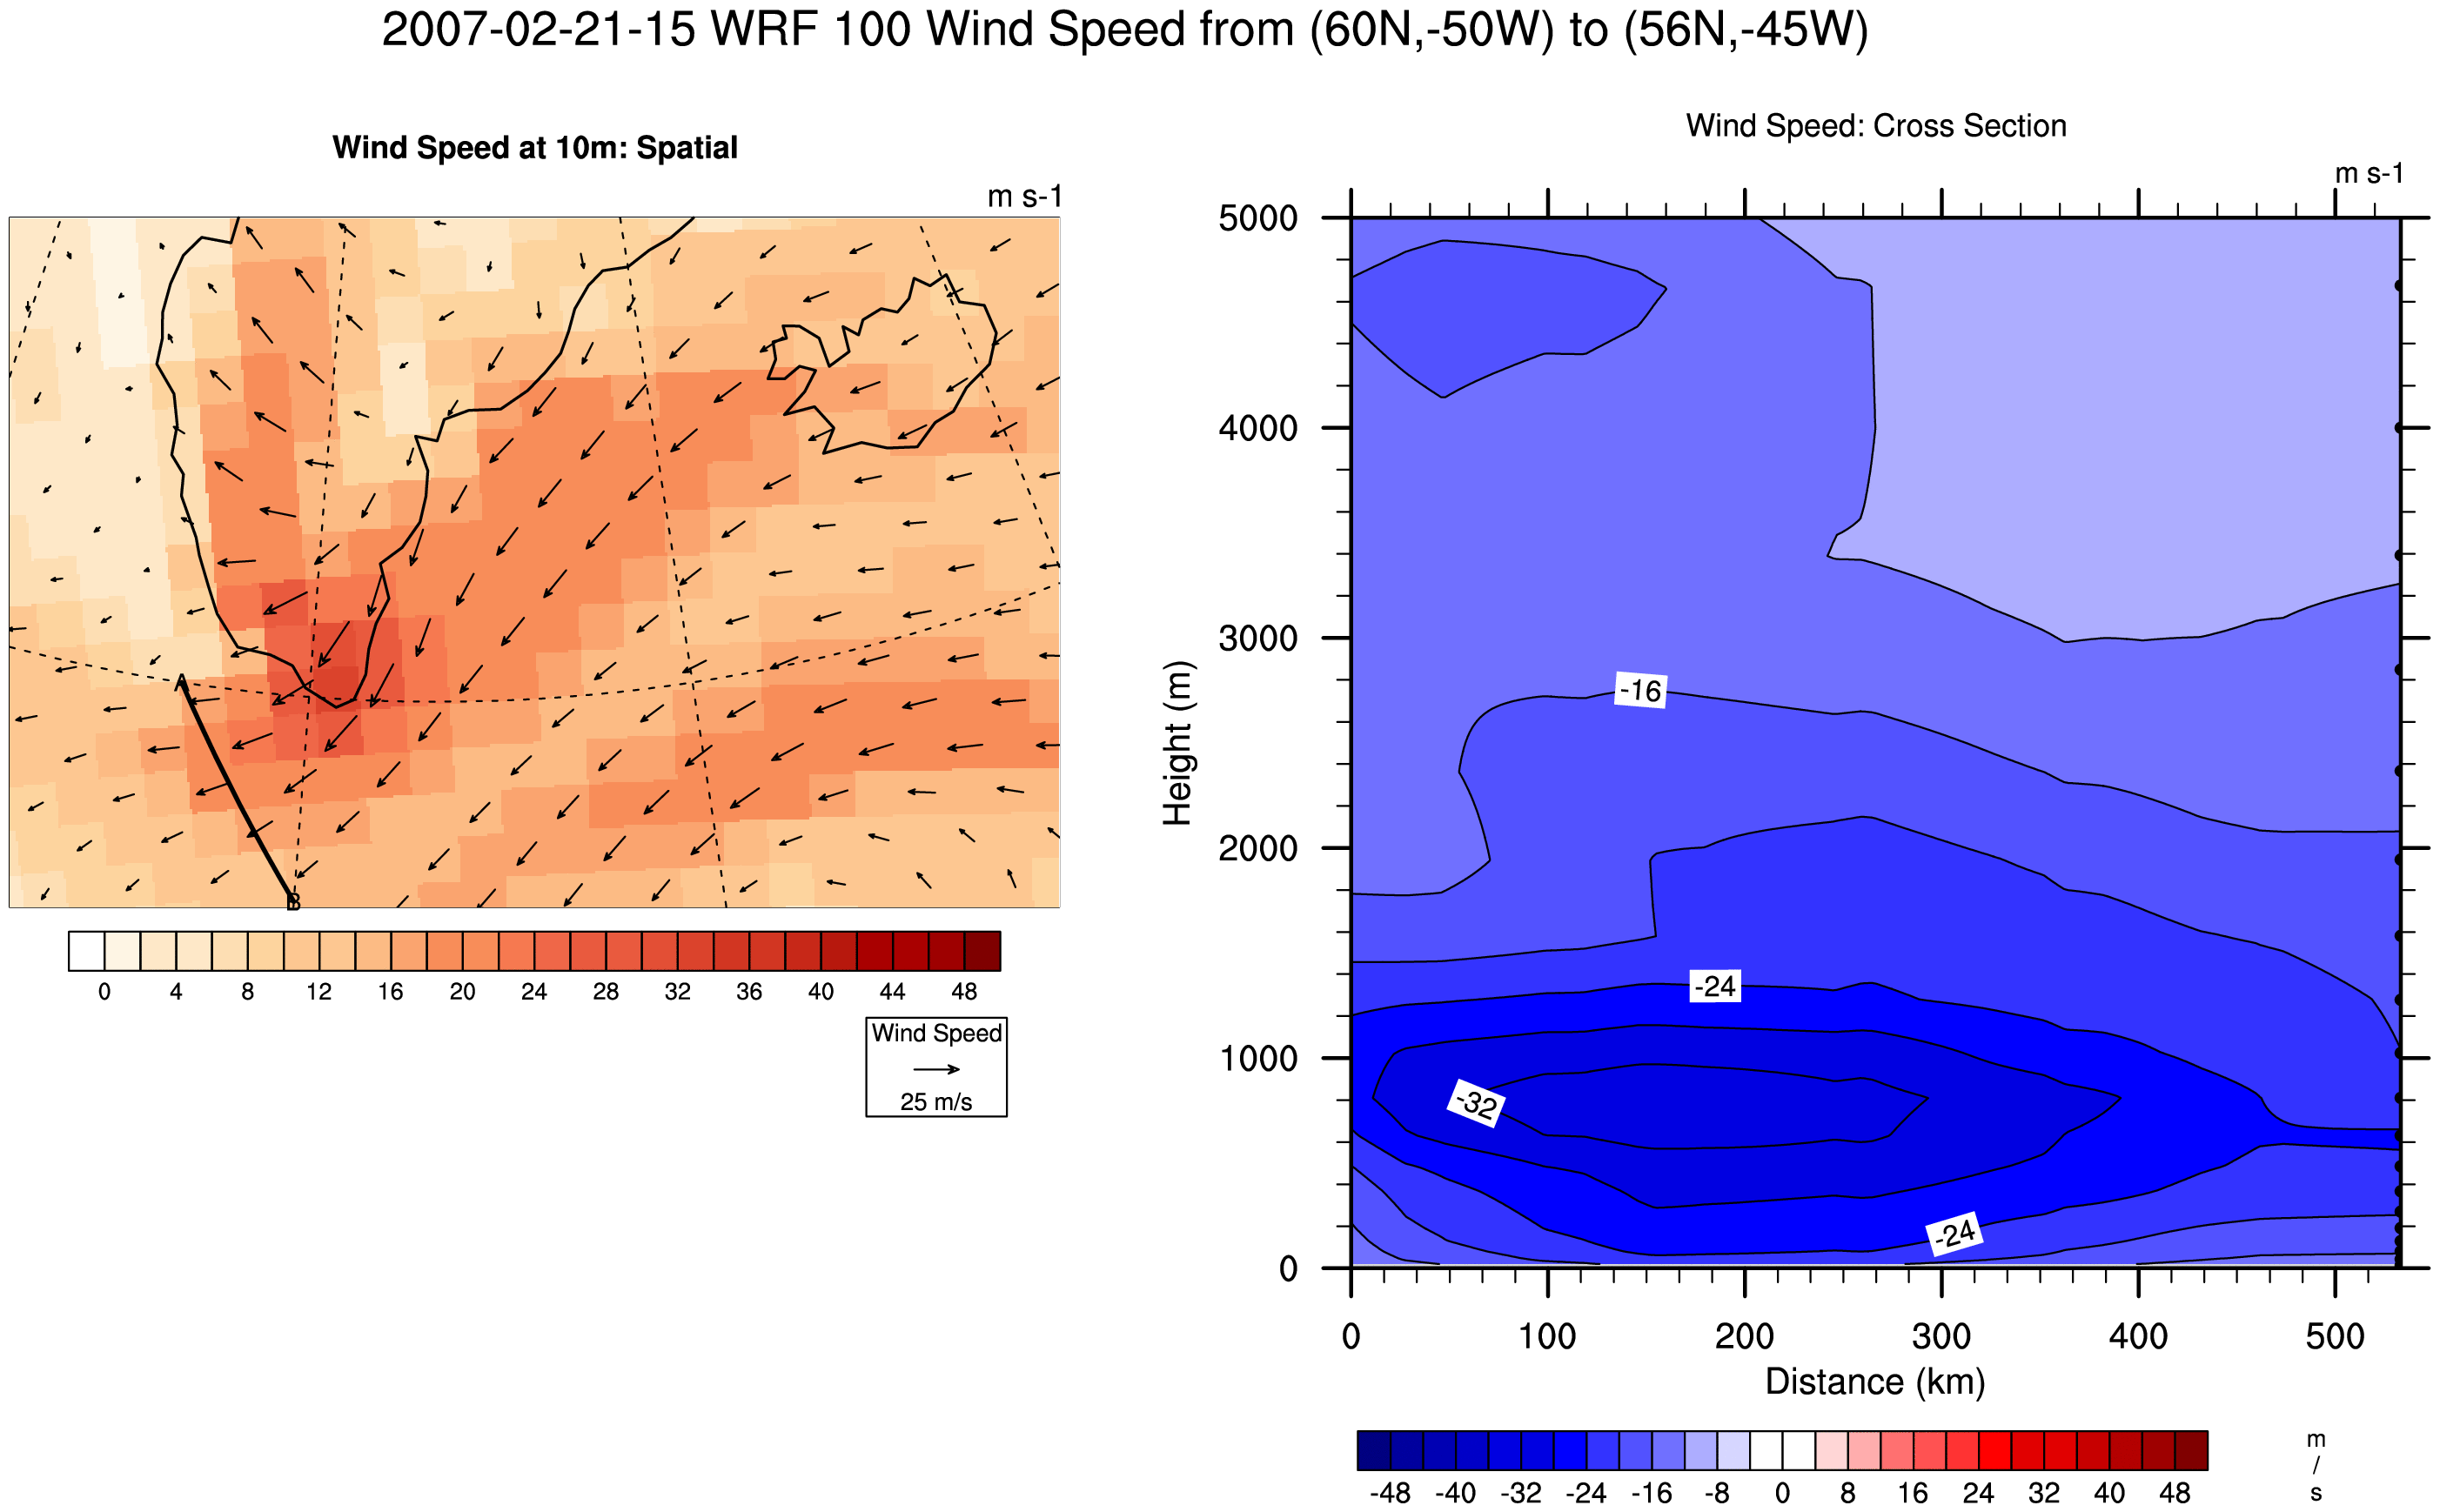 2007-02-21-15 WRF 100 Wind Speed from (60N,-50W) to (56N,-45W)
Wind Speed at 10m: Spatial
m s-1
A
B
0 4 8 12 16 20 24 28 32 36 40 44 48
Wind Speed
25 m/s
Wind Speed: Cross Section
m s-1
5000
4000
3000
2000
1000
0
Height (m)
-16
-24
-32
-24
0 100 200 300 400 500
Distance (km)
-48 -40 -32 -24 -16 -8 0 8 16 24 32 40 48
m
/
s